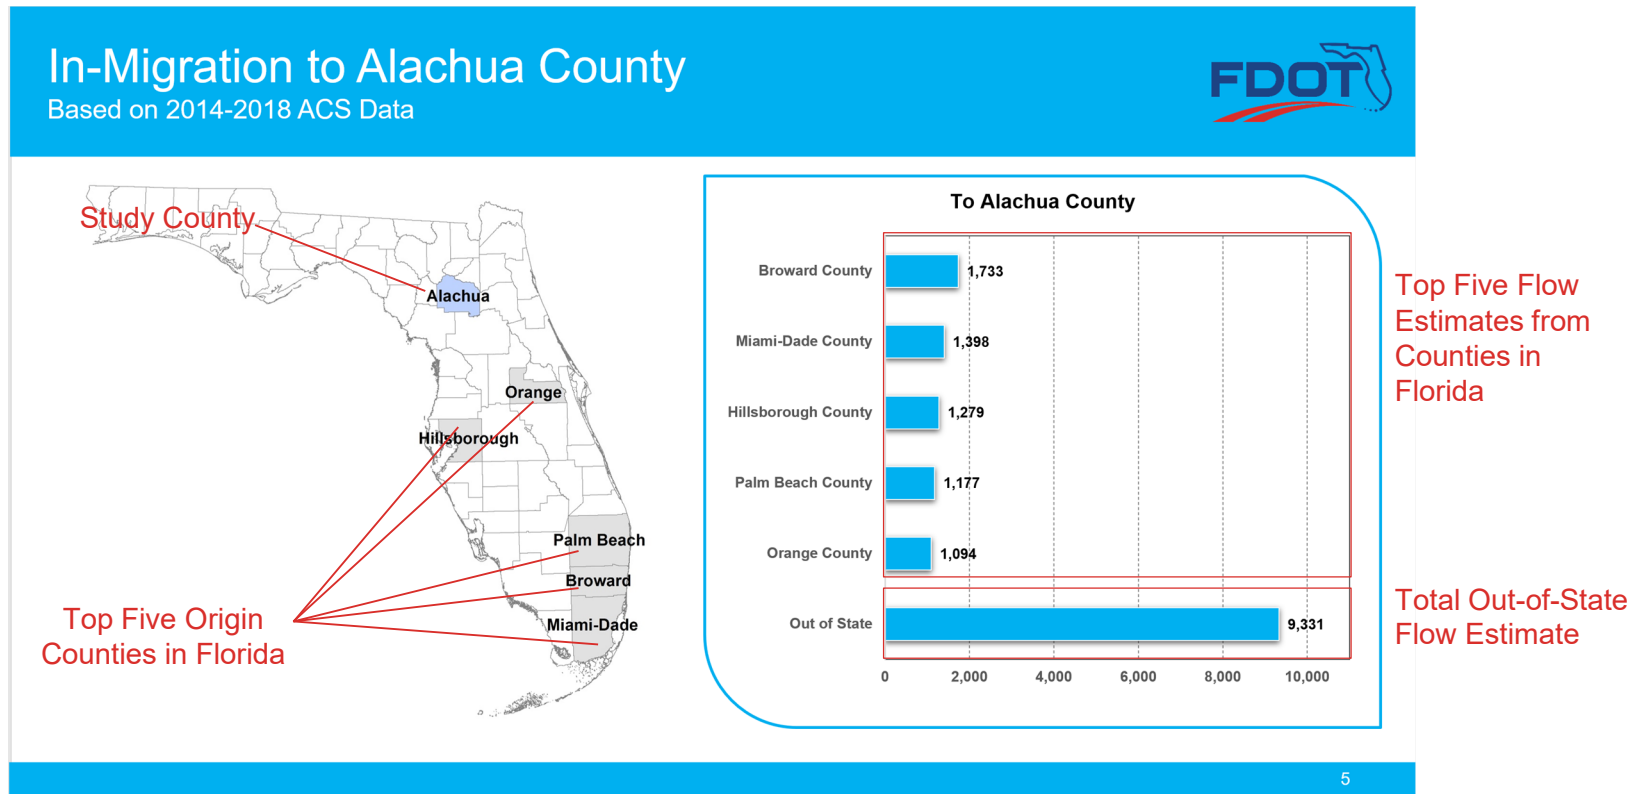 In-Migration to Alachua County
Based on 2014-2018 ACS Data
FDOT
Study County
Alachua
Orange
Hillsborough
Palm Beach
Broward
Miami-Dade
Top Five Origin
Counties in Florida
To Alachua County
Broward County 1,733
Miami-Dade County 1,398
Hillsborough County 1,279
Palm Beach County 1,177
Orange County 1,094
Out of State 9,331
0 2,000 4,000 6,000 8,000 10,000
Top Five Flow
Estimates from
Counties in
Florida
Total Out-of-State
Flow Estimate
5